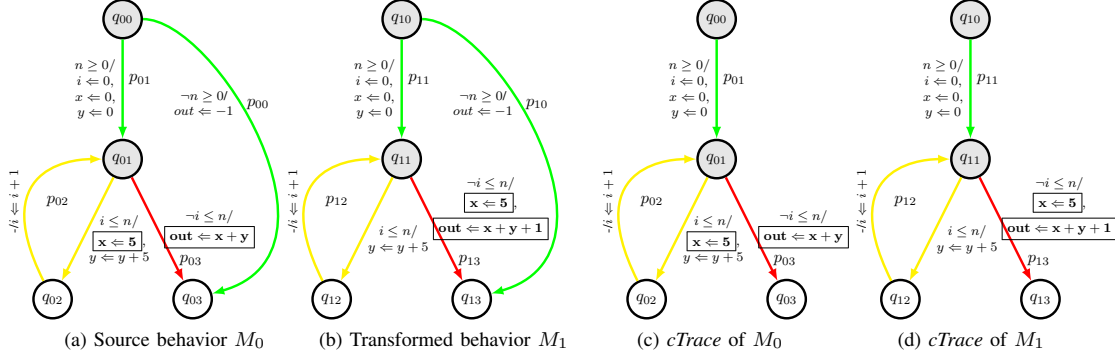 q00
n ≥ 0/
i ⇐ 0,
x ⇐ 0,
y ⇐ 0
p01
¬n ≥ 0/
out ⇐ −1
p00
q01
-/i ⇐ i + 1
p02
i ≤ n/
x ⇐ 5,
y ⇐ y + 5
¬i ≤ n/
out ⇐ x + y
p03
q02
q03
(a) Source behavior M0
q10
n ≥ 0/
i ⇐ 0,
x ⇐ 0,
y ⇐ 0
p11
¬n ≥ 0/
out ⇐ −1
p10
q11
-/i ⇐ i + 1
p12
i ≤ n/
y ⇐ y + 5
¬i ≤ n/
x ⇐ 5,
out ⇐ x + y + 1
p13
q12
q13
(b) Transformed behavior M1
q00
n ≥ 0/
i ⇐ 0,
x ⇐ 0,
y ⇐ 0
p01
q01
-/i ⇐ i + 1
p02
i ≤ n/
x ⇐ 5,
y ⇐ y + 5
¬i ≤ n/
out ⇐ x + y
p03
q02
q03
(c) cTrace of M0
q10
n ≥ 0/
i ⇐ 0,
x ⇐ 0,
y ⇐ 0
p11
q11
-/i ⇐ i + 1
p12
i ≤ n/
y ⇐ y + 5
¬i ≤ n/
x ⇐ 5,
out ⇐ x + y + 1
p13
q12
q13
(d) cTrace of M1